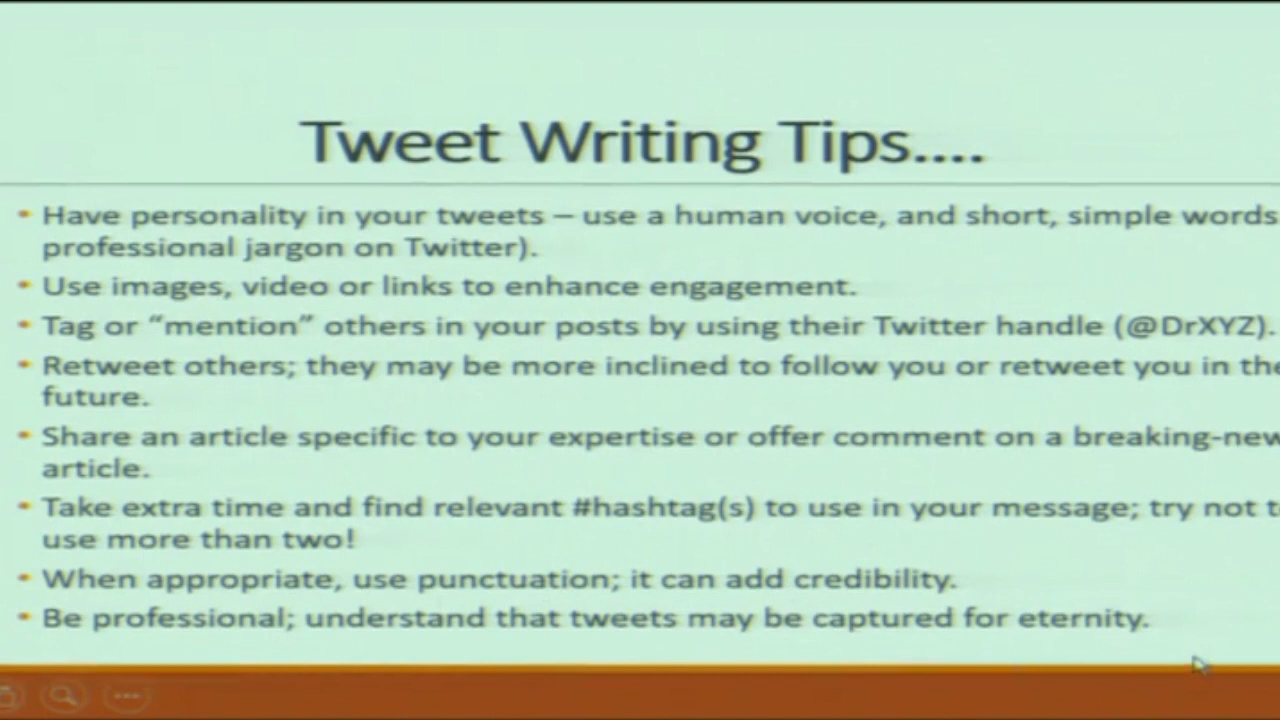 Tweet Writing Tips....
• Have personality in your tweets – use a human voice, and short, simple words
professional jargon on Twitter).
• Use images, video or links to enhance engagement.
• Tag or “mention” others in your posts by using their Twitter handle (@DrXYZ).
• Retweet others; they may be more inclined to follow you or retweet you in the
future.
• Share an article specific to your expertise or offer comment on a breaking-new
article.
• Take extra time and find relevant #hashtag(s) to use in your message; try not t
use more than two!
• When appropriate, use punctuation; it can add credibility.
• Be professional; understand that tweets may be captured for eternity.